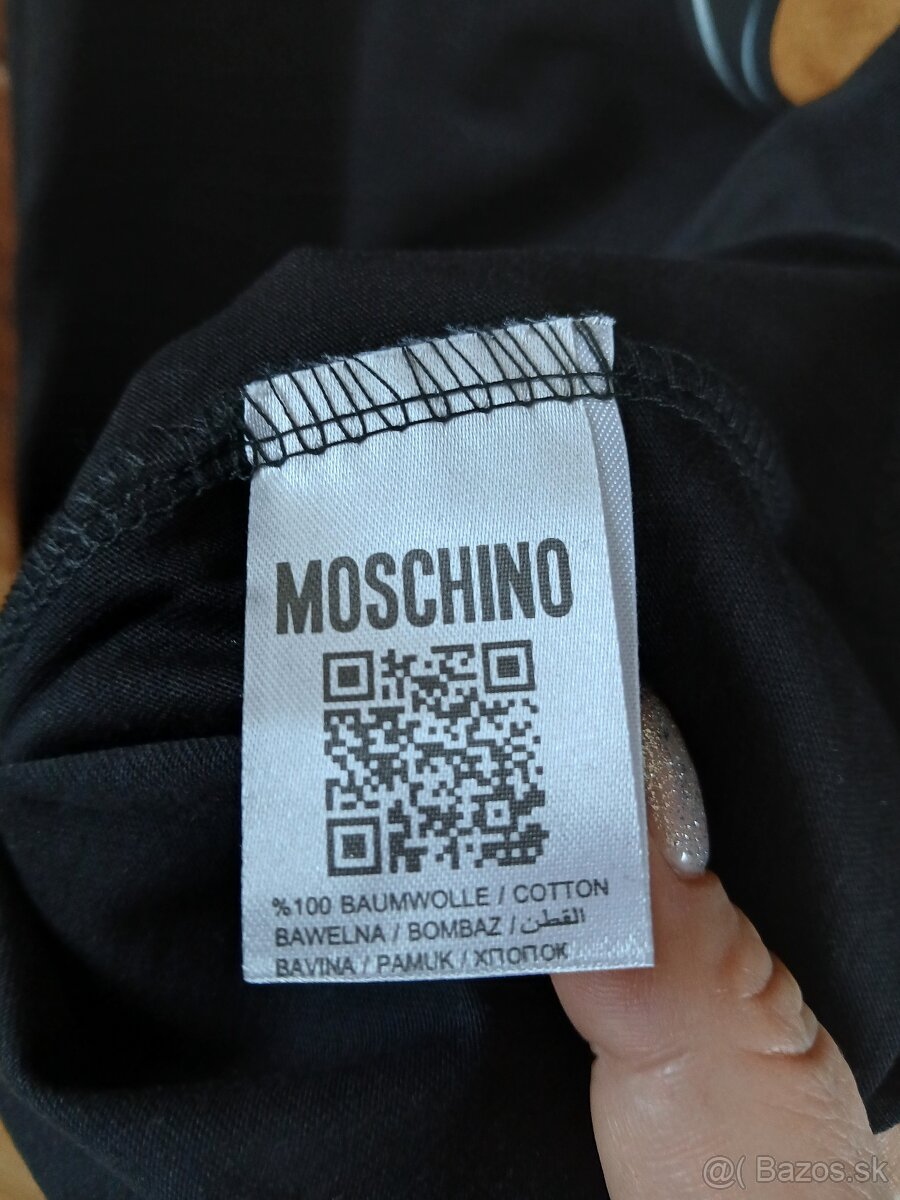 MOSCHINO
%100 BAUMWOLLE / COTTON
BAWELNA / BOMBAZ / القطن
BAVINA / PAMUK / ХПОПОК
@( Bazos.sk